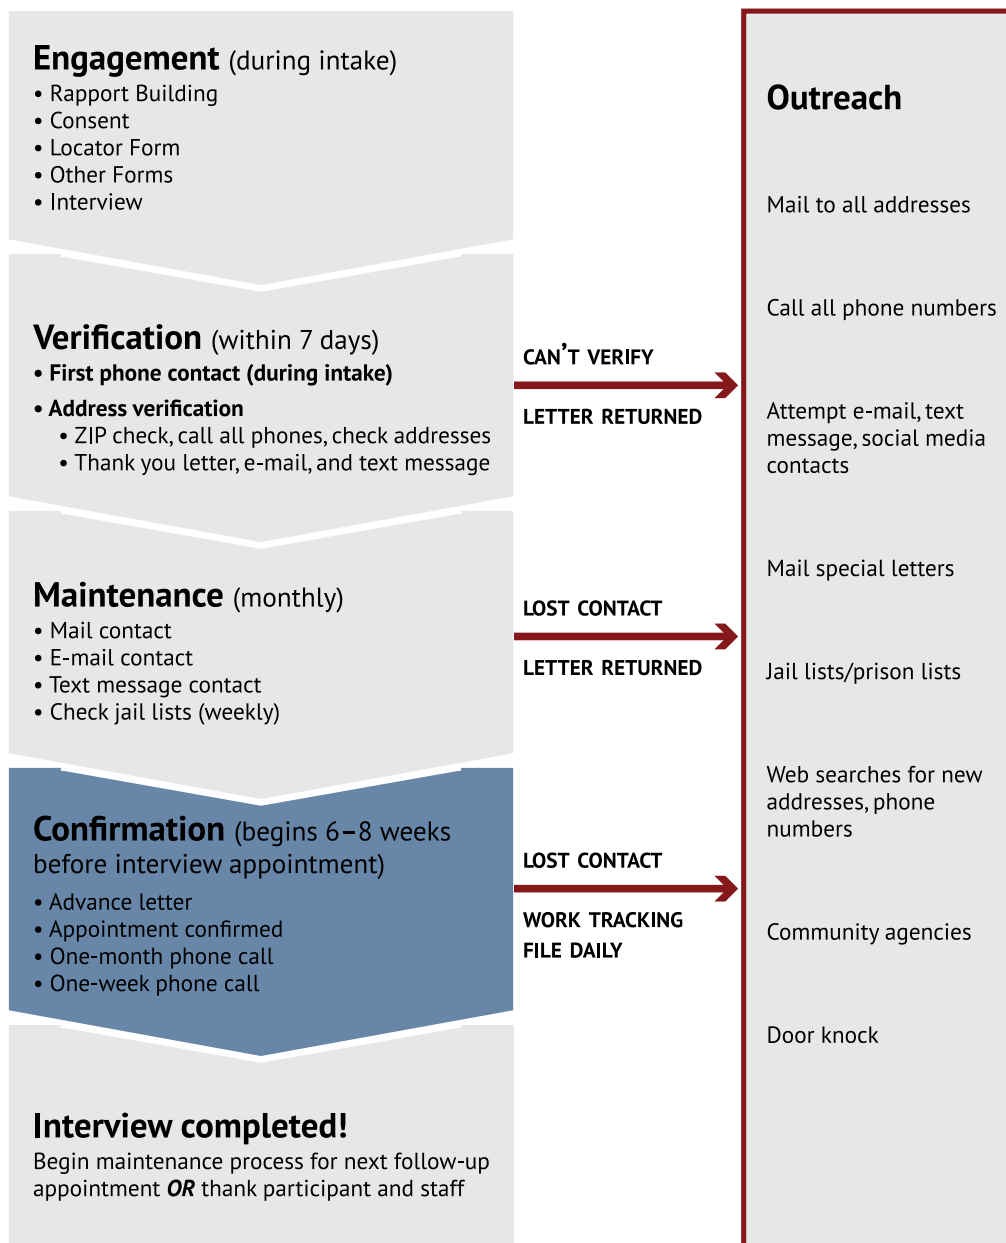 Engagement (during intake)
• Rapport Building
• Consent
• Locator Form
• Other Forms
• Interview
Verification (within 7 days)
• First phone contact (during intake)
• Address verification
• ZIP check, call all phones, check addresses
• Thank you letter, e-mail, and text message
CAN'T VERIFY
LETTER RETURNED
Maintenance (monthly)
• Mail contact
• E-mail contact
• Text message contact
• Check jail lists (weekly)
LOST CONTACT
LETTER RETURNED
Confirmation (begins 6–8 weeks
before interview appointment)
• Advance letter
• Appointment confirmed
• One-month phone call
• One-week phone call
LOST CONTACT
WORK TRACKING
FILE DAILY
Interview completed!
Begin maintenance process for next follow-up
appointment OR thank participant and staff
Outreach
Mail to all addresses
Call all phone numbers
Attempt e-mail, text
message, social media
contacts
Mail special letters
Jail lists/prison lists
Web searches for new
addresses, phone
numbers
Community agencies
Door knock